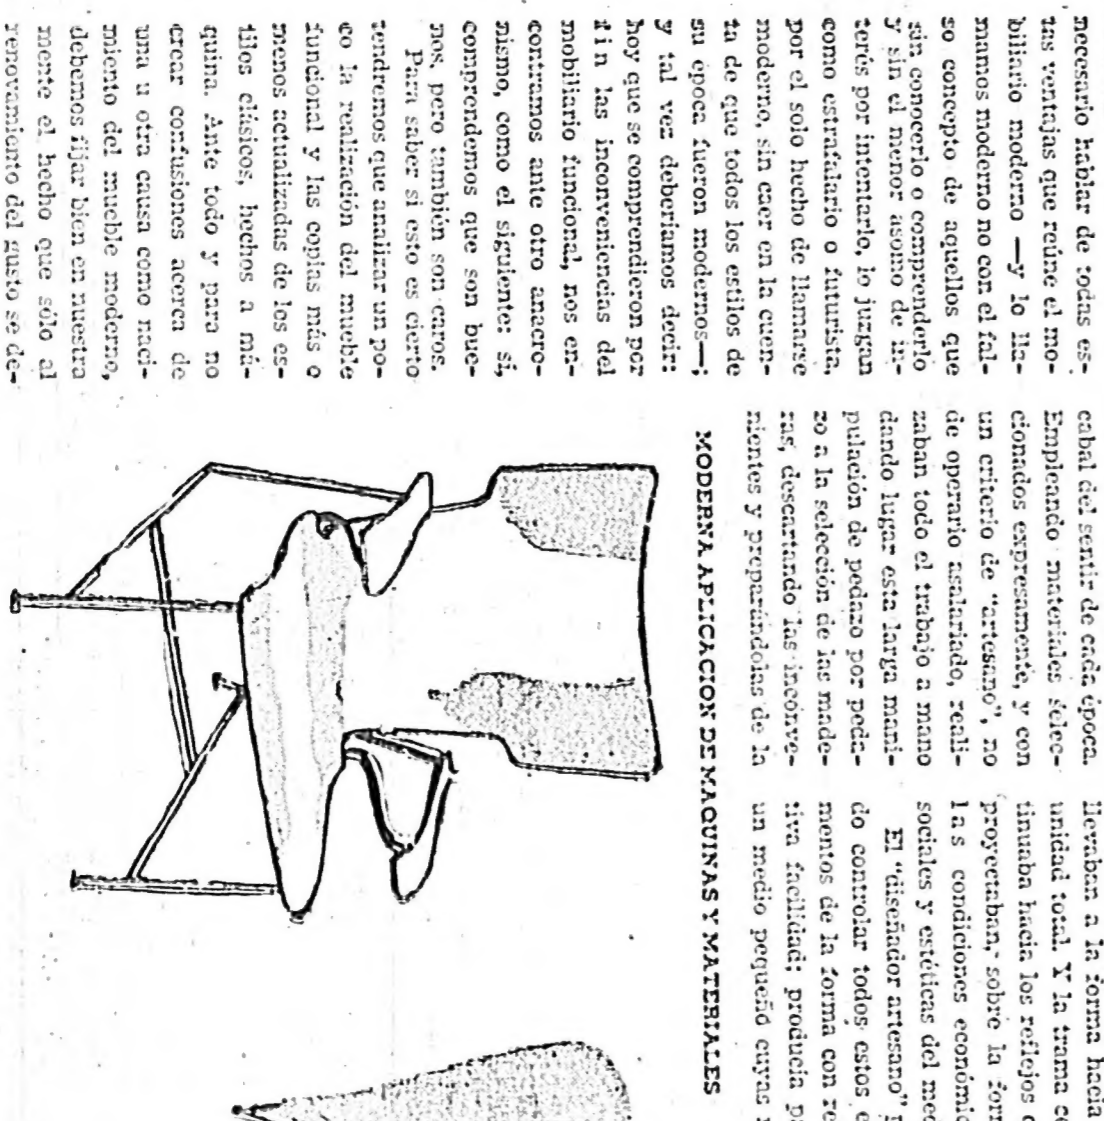 necesario hablar de todas es-
tas ventajas que reúne el mo-
biliario moderno —y lo lla-
mamos moderno no con el fal-
so concepto de aquellos que
sin conocerlo o comprenderlo
y sin el menor asomo de in-
terés por intentarlo, lo juzgan
como estrafalario o futurista,
por el solo hecho de llamarse
moderno, sin caer en la cuen-
ta de que todos los estilos de
su época fueron modernos—;
y tal vez deberíamos decir:
hoy que se comprendieron por
fin las inconveniencias del
mobiliario funcional, nos en-
contramos ante otro anacro-
nismo, como el siguiente: sí,
comprendemos que son bue-
nos, pero también son caros.
Para saber si esto es cierto
tendremos que analizar un po-
co la realización del mueble
funcional y las copias más o
menos actualizadas de los es-
tilos clásicos, hechos a má-
quina. Ante todo y para no
crear confusiones acerca de
una u otra causa como naci-
miento del mueble moderno,
debemos fijar bien en nuestra
mente el hecho que sólo al
renovamiento del gusto se de-
cabal del sentir de cada época.
Empleando materiales selec-
cionados expresamente, y con
un criterio de "artesano", no
de operario asalariado, reali-
zaban todo el trabajo a mano
dando lugar esta larga mani-
pulación de pedazo por peda-
zo a la selección de las made-
ras, descartando las inconve-
nientes y preparándolas de la
llevaban a la forma hacia
unidad total. Y la trama
tinuaba hacia los reflejos
proyectaban, sobre la
las condiciones
sociales y estéticas del
El "diseñador artesano"
do controlar todos estos
mentos de la forma con
tiva facilidad; producía
un medio pequeño cuyas
MODERNA APLICACION DE MAQUINAS Y MATERIALES